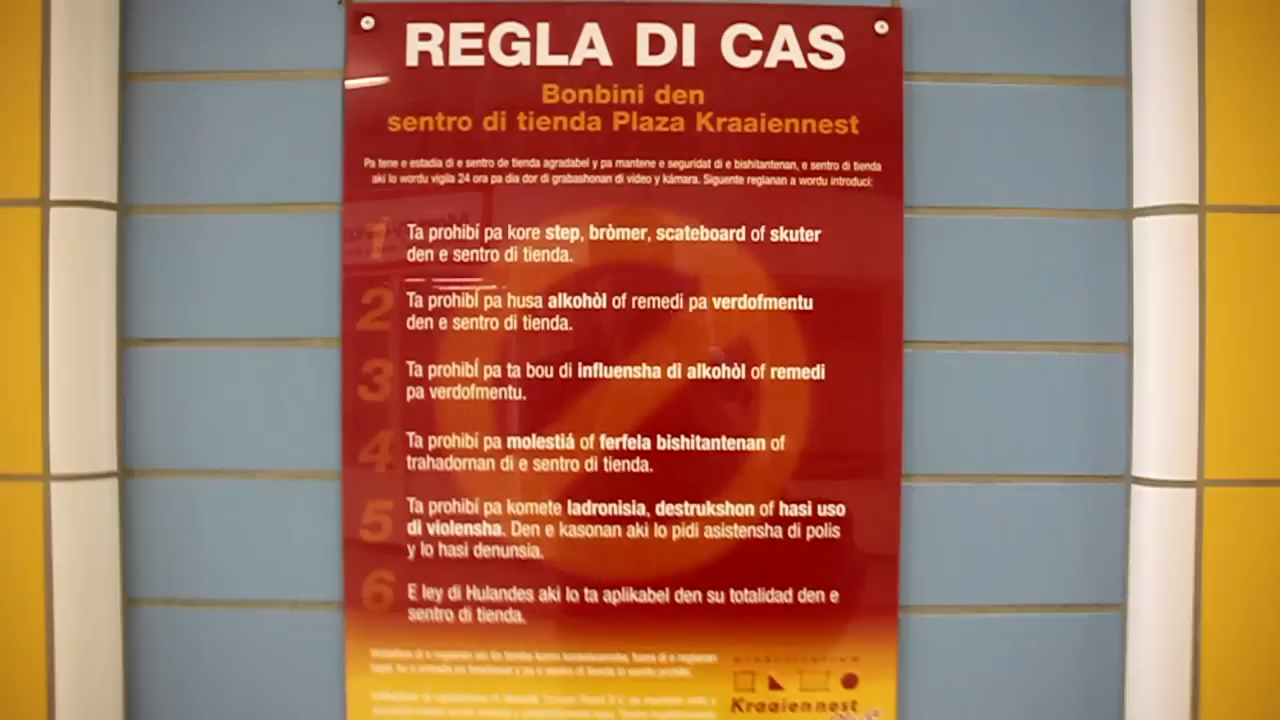 REGLA DI CAS
Bonbini den
sentro di tienda Plaza Kraaiennest
Pa tene e estadia di e sentro de tienda agradabel y pa mantene e seguridat di e bishitantenan, e sentro di tienda
aki lo wordu vigila 24 ora pa dia dor di grabashonan di video y kámara. Siguente reglanan a wordu introduci:
1 Ta prohibí pa kore step, bròmer, scateboard of skuter
den e sentro di tienda.
2 Ta prohibí pa husa alkohòl of remedi pa verdofmentu
den e sentro di tienda.
3 Ta prohibí pa ta bou di influensha di alkohòl of remedi
pa verdofmentu.
4 Ta prohibí pa molestiá of ferfela bishitantenan of
trahadornan di e sentro di tienda.
5 Ta prohibí pa komete ladronisia, destrukshon of hasi uso
di violensha. Den e kasonan aki lo pidi asistensha di polis
y lo hasi denunsia.
6 E ley di Hulandes aki lo ta aplikabel den su totalidad den e
sentro di tienda.
Kraaiennest